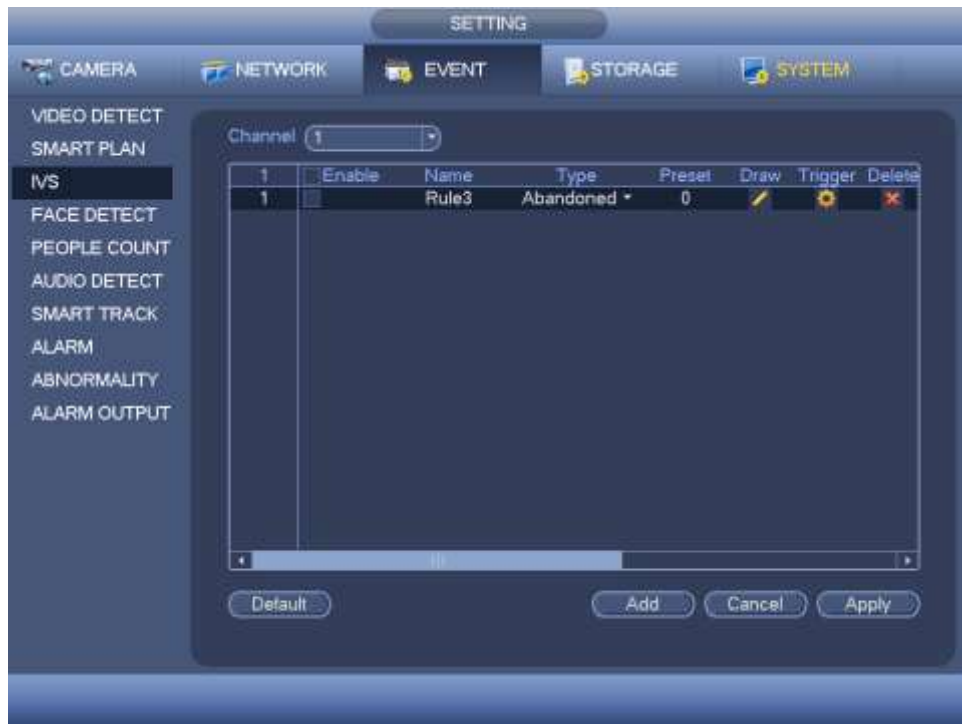 SETTING
CAMERA NETWORK EVENT STORAGE SYSTEM
VIDEO DETECT
SMART PLAN
IVS
FACE DETECT
PEOPLE COUNT
AUDIO DETECT
SMART TRACK
ALARM
ABNORMALITY
ALARM OUTPUT
Channel 1
1 Enable Name Type Preset Draw Trigger Delete
1 Rule3 Abandoned 0
Default Add Cancel Apply